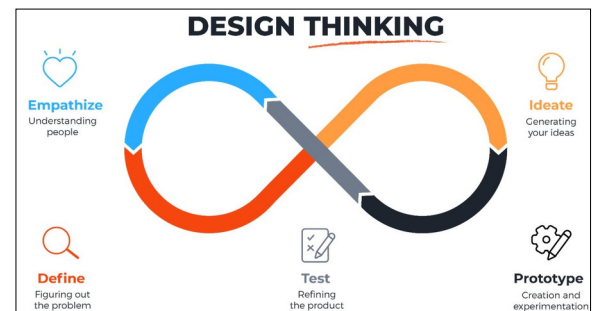 DESIGN THINKING
Empathize
Understanding
people
Ideate
Generating
your ideas
Define
Figuring out
the problem
Test
Refining
the product
Prototype
Creation and
experimentation